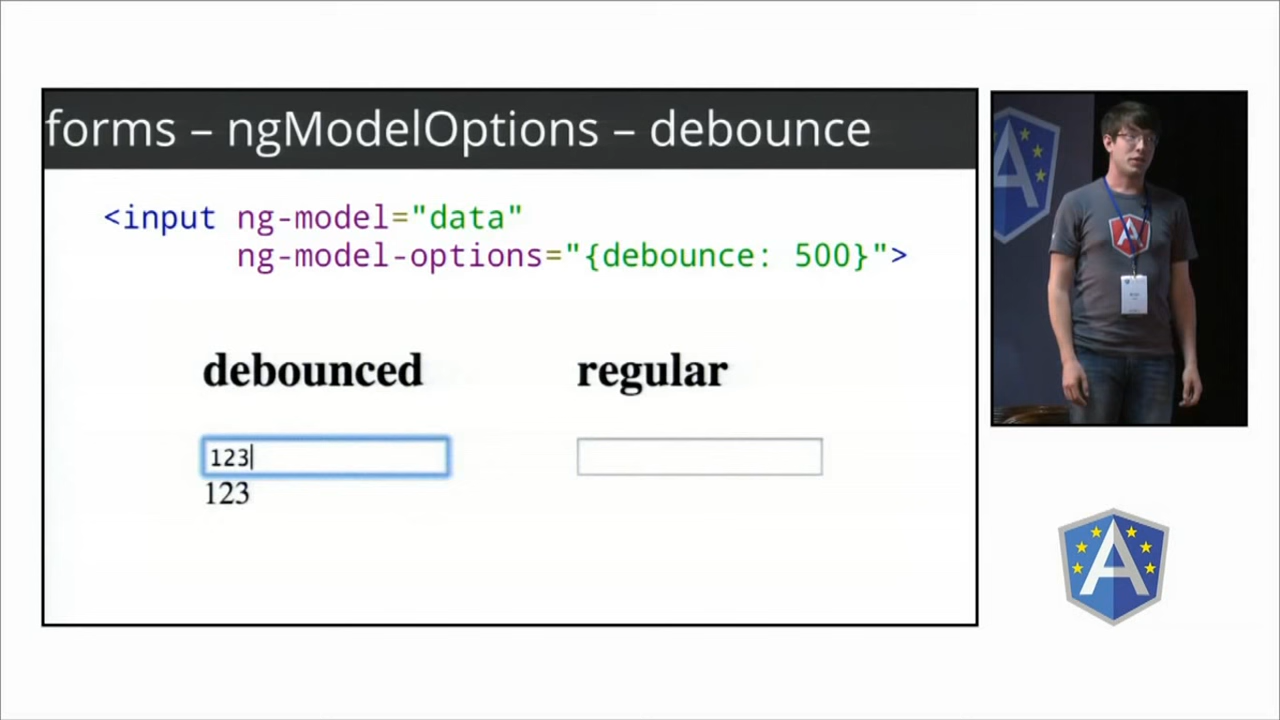 forms – ngModelOptions – debounce
<input ng-model="data"
ng-model-options="{debounce: 500}">
debounced
regular
123
123